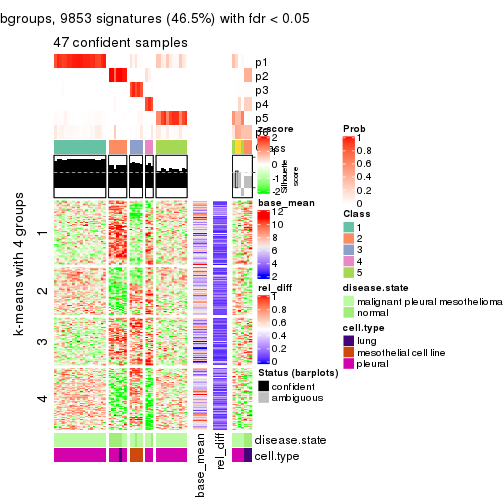 bgroups, 9853 signatures (46.5%) with fdr < 0.05
47 confident samples
p1
p2
p3
p4
p5
p6
z-score
2
1
0
-1
-2
Silhouette
score
Class
base_mean
12
10
8
6
4
2
rel_diff
1
0.8
0.6
0.4
0.2
0
Status (barplots)
confident
ambiguous
Prob
1
0.8
0.6
0.4
0.2
0
Class
1
2
3
4
5
disease.state
malignant pleural mesothelioma
normal
cell.type
lung
mesothelial cell line
pleural
k-means with 4 groups
1
2
3
4
disease.state
cell.type
base_mean
rel_diff